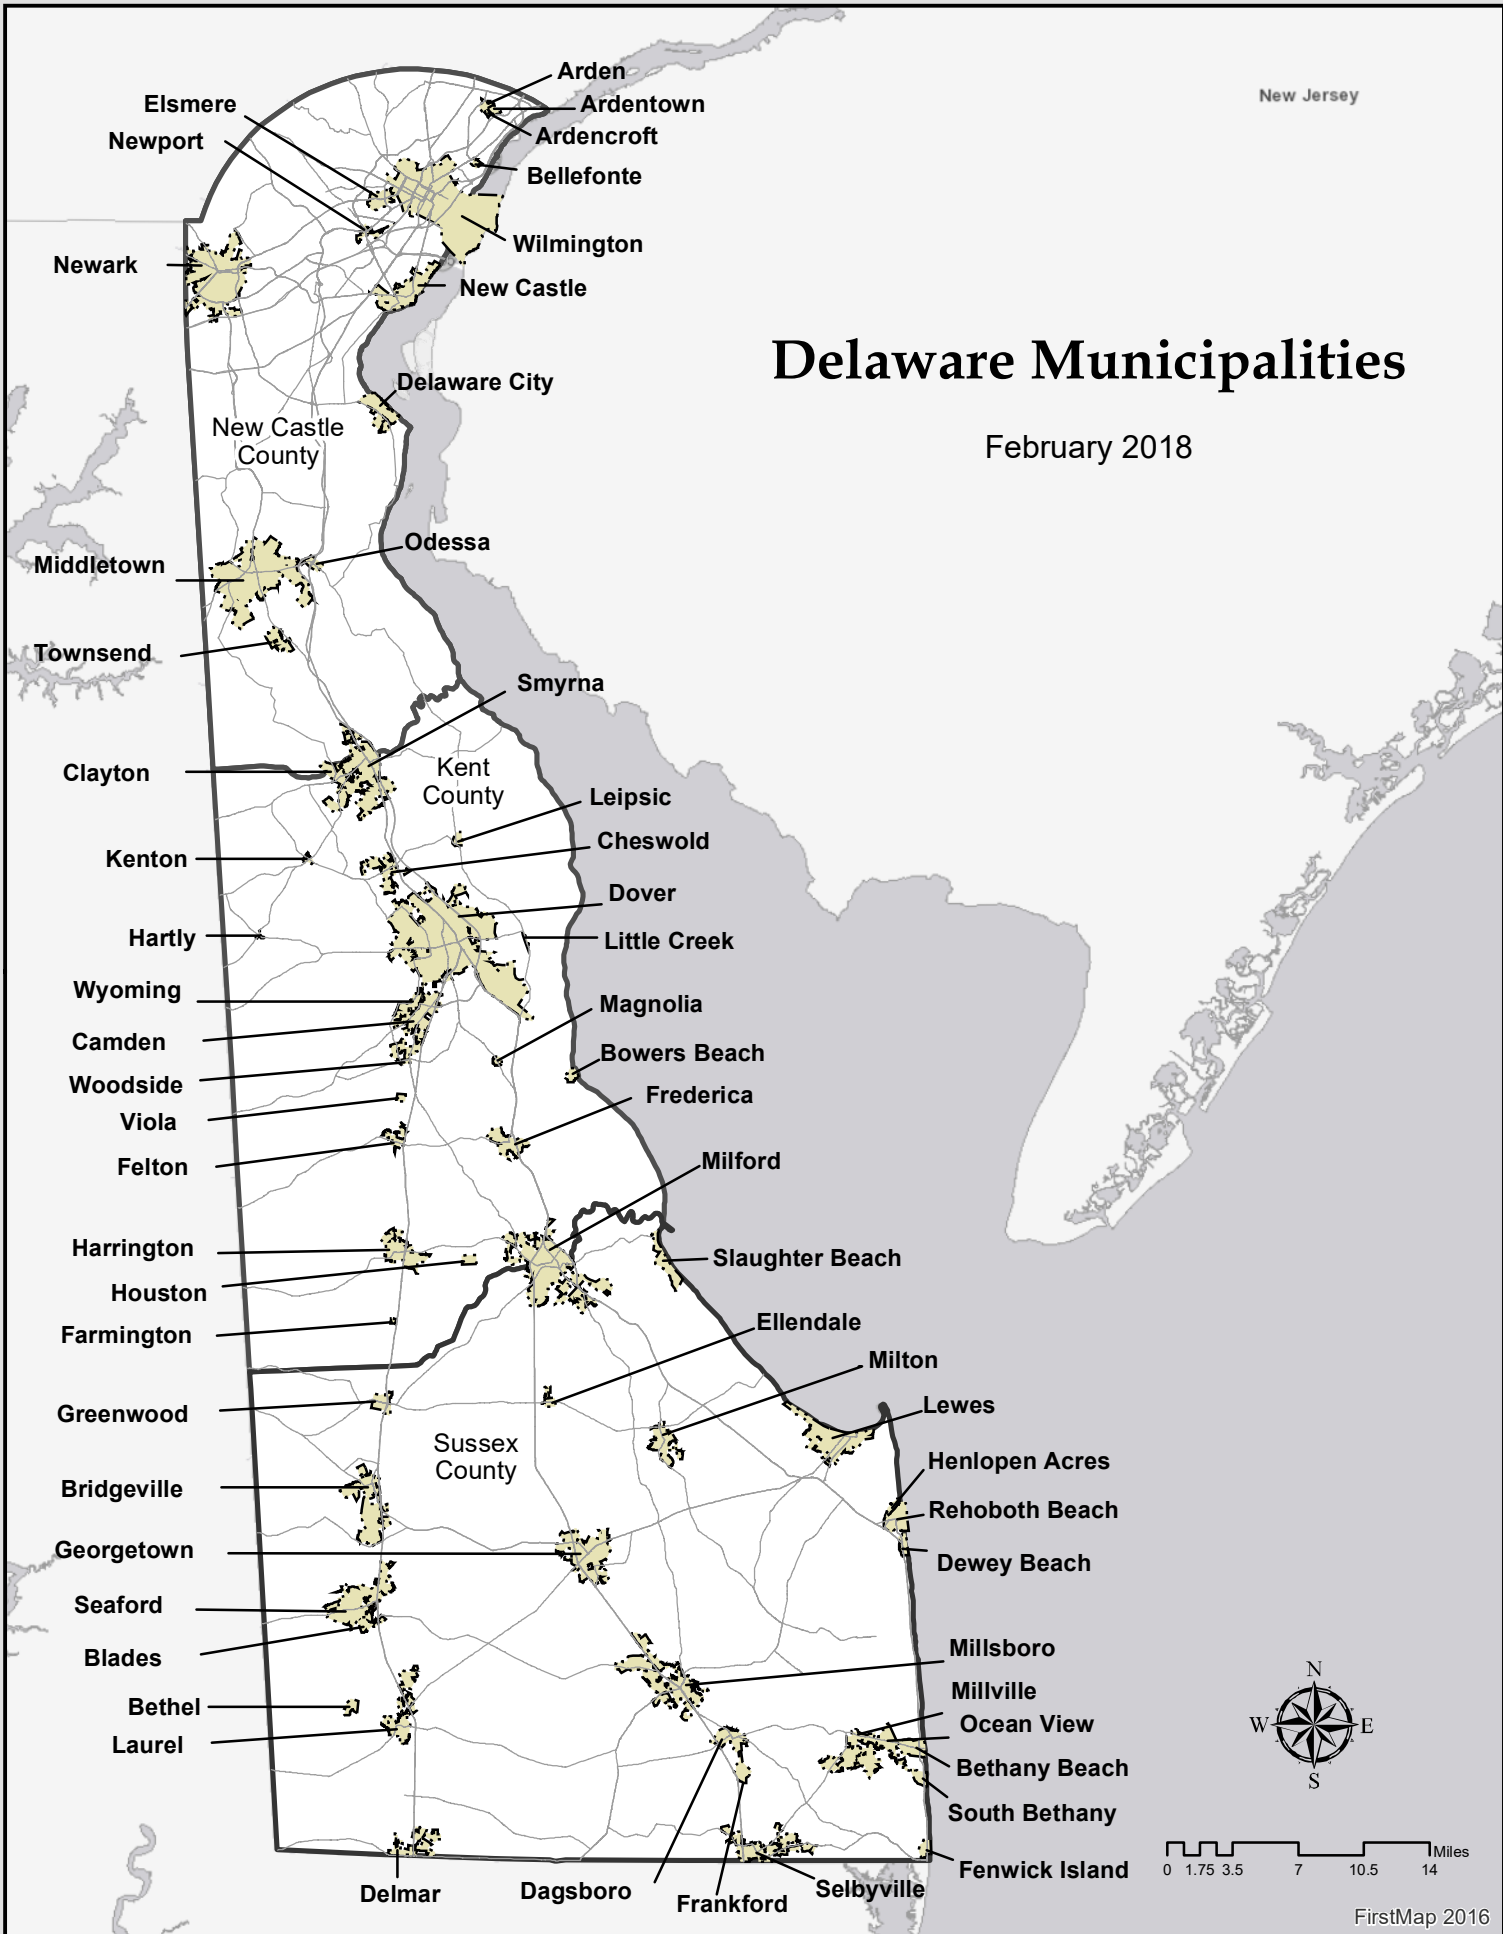 Arden
New Jersey
Elsmere
Ardentown
Newport
Ardencroft
Bellefonte
Wilmington
Newark
New Castle
Delaware Municipalities
Delaware City
New Castle
County
February 2018
Odessa
Middletown
Townsend
Smyrna
Clayton
Kent
County
Leipsic
Cheswold
Kenton
Dover
Hartly
Little Creek
Wyoming
Magnolia
Camden
Bowers Beach
Woodside
Frederica
Viola
Felton
Milford
Harrington
Slaughter Beach
Houston
Farmington
Ellendale
Milton
Greenwood
Lewes
Sussex
County
Henlopen Acres
Bridgeville
Rehoboth Beach
Georgetown
Dewey Beach
Seaford
Blades
Millsboro
Bethel
Millville
Ocean View
Laurel
Bethany Beach
South Bethany
N
W
E
S
Miles
0 1.75 3.5 7 10.5 14
Fenwick Island
Delmar
Dagsboro
Selbyville
Frankford
FirstMap 2016